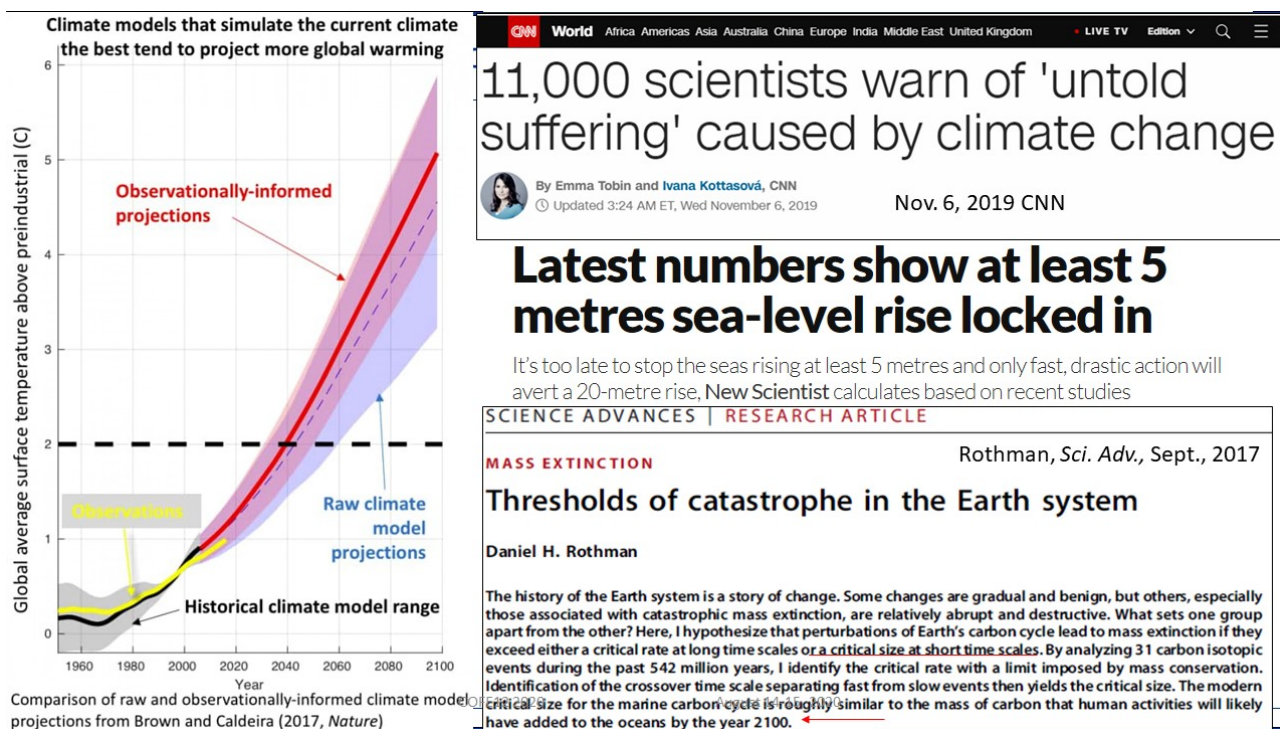 Climate models that simulate the current climate
the best tend to project more global warming
Global average surface temperature above preindustrial (C)
6
5
4
3
2
1
0
Observationally-informed
projections
Observations
Raw climate
model
projections
Historical climate model range
1960 1980 2000 2020 2040 2060 2080 2100
Year
Comparison of raw and observationally-informed climate model
projections from Brown and Caldeira (2017, Nature)
CNN World Africa Americas Asia Australia China Europe India Middle East United Kingdom LIVE TV Edition
11,000 scientists warn of 'untold
suffering' caused by climate change
By Emma Tobin and Ivana Kottasová, CNN
Updated 3:24 AM ET, Wed November 6, 2019
Nov. 6, 2019 CNN
Latest numbers show at least 5
metres sea-level rise locked in
It's too late to stop the seas rising at least 5 metres and only fast, drastic action will
avert a 20-metre rise, New Scientist calculates based on recent studies
SCIENCE ADVANCES | RESEARCH ARTICLE
MASS EXTINCTION
Rothman, Sci. Adv., Sept., 2017
Thresholds of catastrophe in the Earth system
Daniel H. Rothman
The history of the Earth system is a story of change. Some changes are gradual and benign, but others, especially
those associated with catastrophic mass extinction, are relatively abrupt and destructive. What sets one group
apart from the other? Here, I hypothesize that perturbations of Earth's carbon cycle lead to mass extinction if they
exceed either a critical rate at long time scales or a critical size at short time scales. By analyzing 31 carbon isotopic
events during the past 542 million years, I identify the critical rate with a limit imposed by mass conservation.
Identification of the crossover time scale separating fast from slow events then yields the critical size. The modern
critical size for the marine carbon cycle is roughly similar to the mass of carbon that human activities will likely
have added to the oceans by the year 2100.